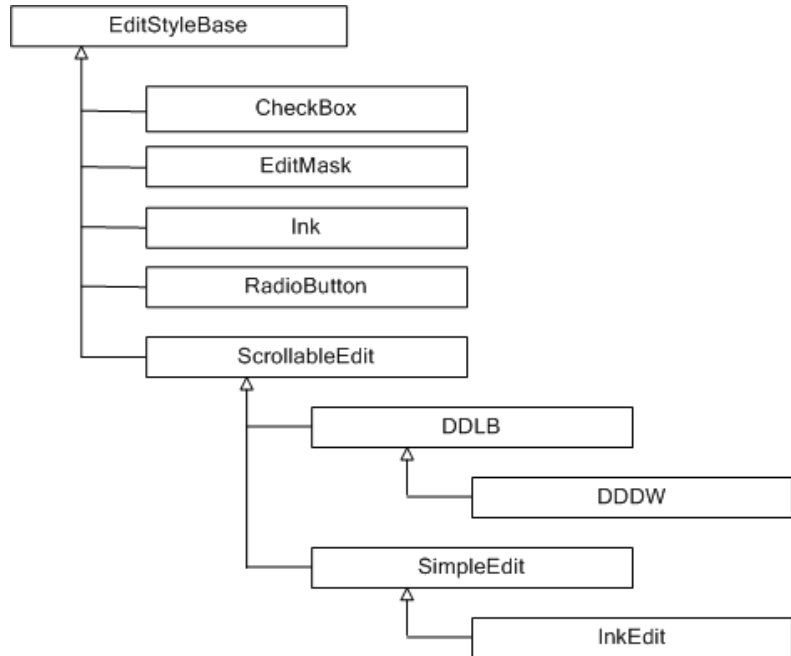 EditStyleBase
CheckBox
EditMask
Ink
RadioButton
ScrollableEdit
DDLB
DDDW
SimpleEdit
InkEdit